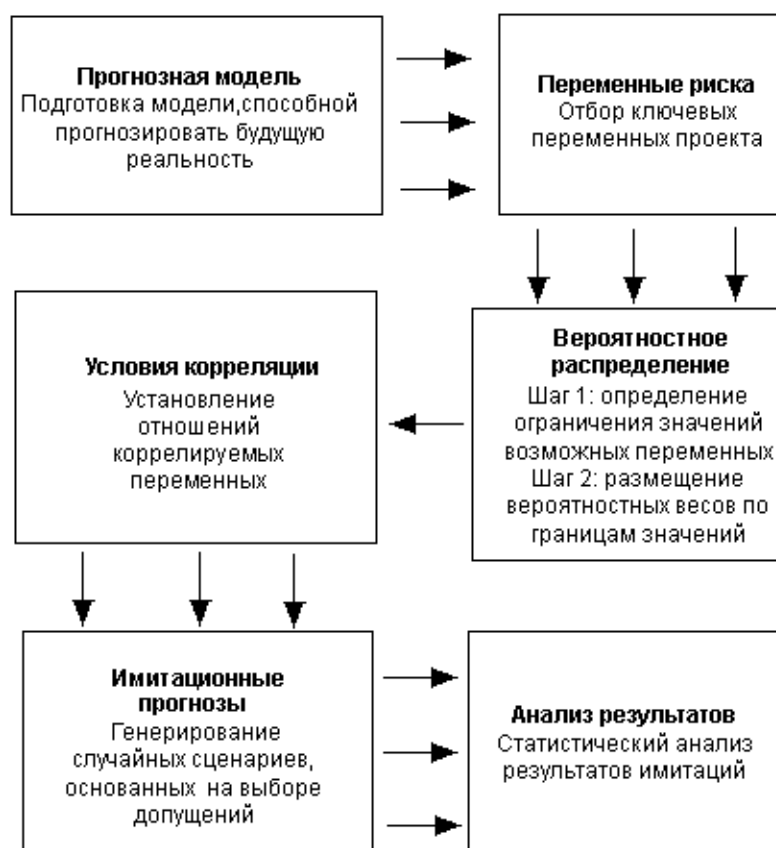 Прогнозная модель
Подготовка модели,способной
прогнозировать будущую
реальность
Переменные риска
Отбор ключевых
переменных проекта
Вероятностное
распределение
Шаг 1: определение
ограничения значений
возможных переменных
Шаг 2: размещение
вероятностных весов по
границам значений
Условия корреляции
Установление
отношений
коррелируемых
переменных
Имитационные
прогнозы
Генерирование
случайных сценариев,
основанных на выборе
допущений
Анализ результатов
Статистический анализ
результатов имитаций